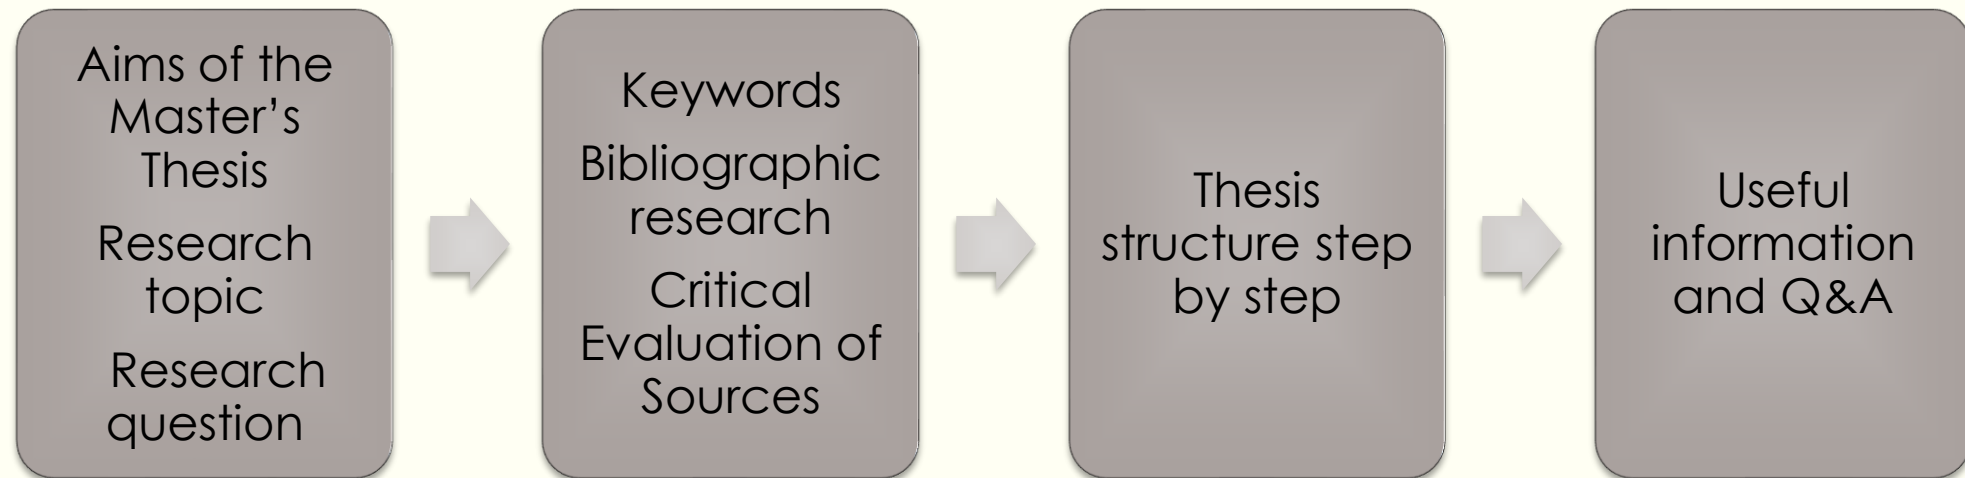 Aims of the
Master’s
Thesis
Research
topic
Research
question
Keywords
Bibliographic
research
Critical
Evaluation of
Sources
Thesis
structure step
by step
Useful
information
and Q&A